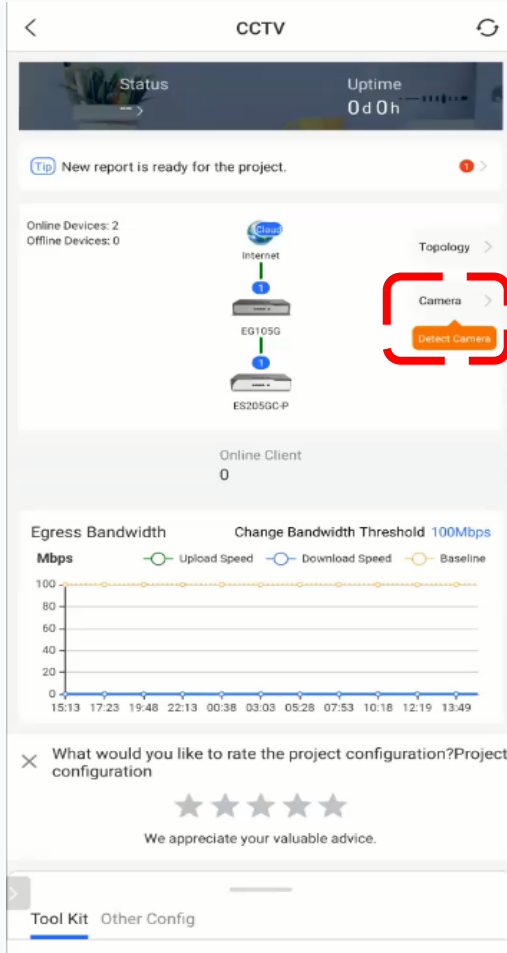 CCTV
Status
-- >
Uptime
0 d 0 h
Tip New report is ready for the project.
1
Online Devices: 2
Offline Devices: 0
Cloud
Internet
1
EG105G
1
ES205GC-P
Topology
Camera
Detect Camera
Online Client
0
Egress Bandwidth
Change Bandwidth Threshold 100Mbps
Mbps
Upload Speed
Download Speed
Baseline
100
80
60
40
20
0
15:13 17:23 19:48 22:13 00:38 03:03 05:28 07:53 10:18 12:19 13:49
What would you like to rate the project configuration?Project
configuration
We appreciate your valuable advice.
Tool Kit Other Config